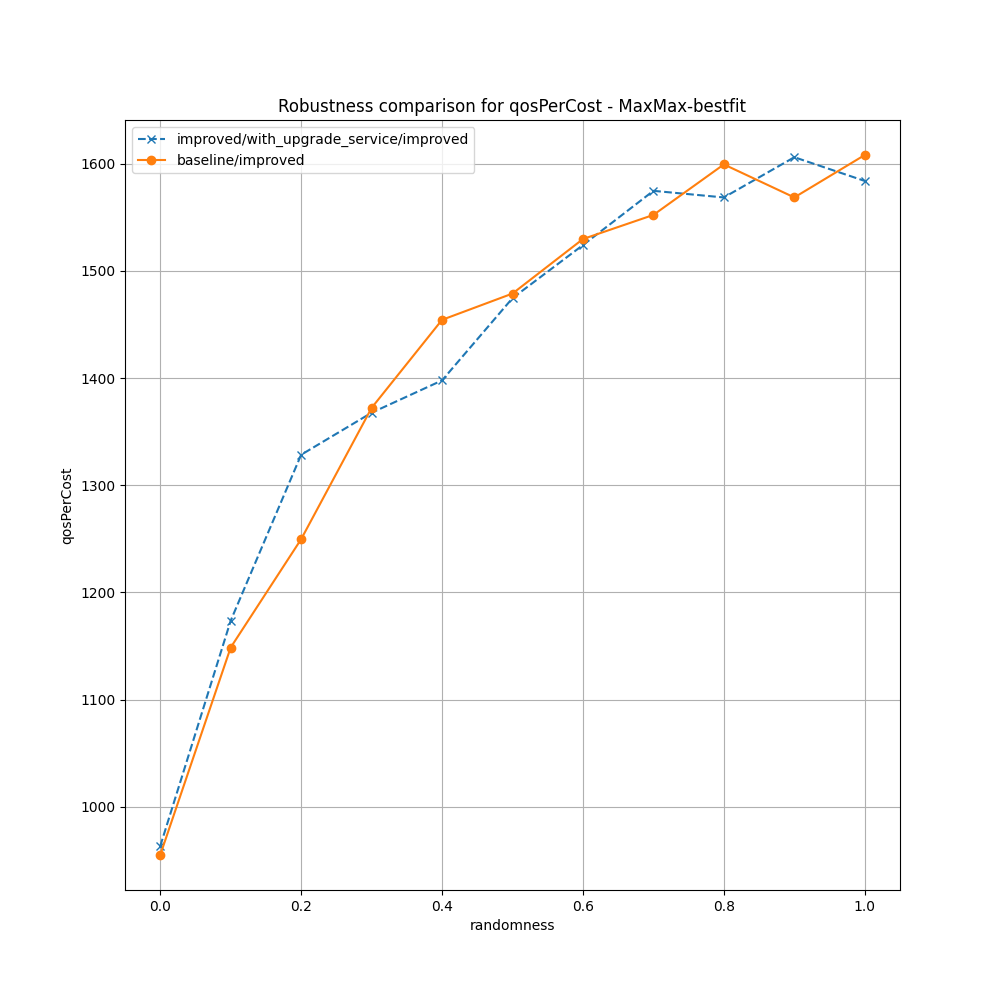 Robustness comparison for qosPerCost - MaxMax-bestfit
improved/with_upgrade_service/improved
baseline/improved
1600
1500
1400
1300
1200
1100
1000
qosPerCost
0.0 0.2 0.4 0.6 0.8 1.0
randomness